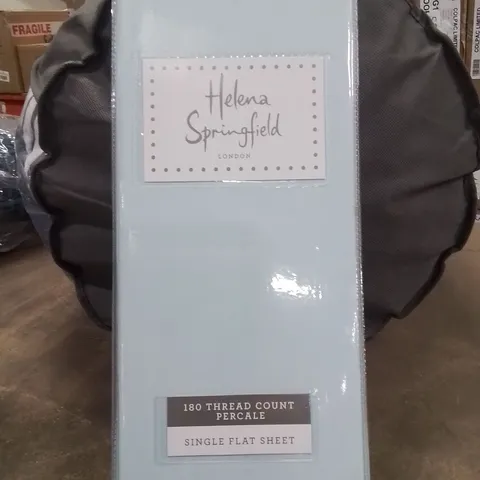 FRAGILE
Helena
Springfield
LONDON
180 THREAD COUNT
PERCALE
SINGLE FLAT SHEET